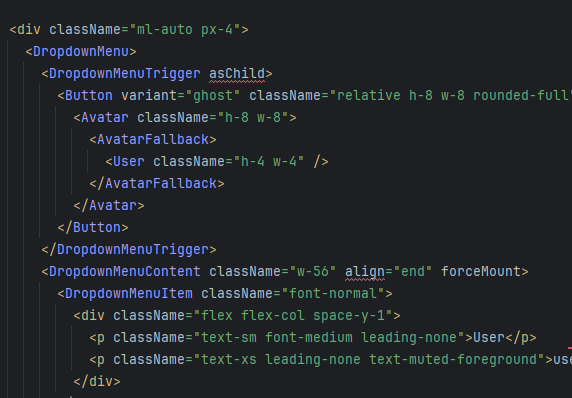 <div className="ml-auto px-4">
<DropdownMenu>
<DropdownMenuTrigger asChild>
<Button variant="ghost" className="relative h-8 w-8 rounded-full"
<Avatar className="h-8 w-8">
<AvatarFallback>
<User className="h-4 w-4" />
</AvatarFallback>
</Avatar>
</Button>
</DropdownMenuTrigger>
<DropdownMenuContent className="w-56" align="end" forceMount>
<DropdownMenuItem className="font-normal">
<div className="flex flex-col space-y-1">
<p className="text-sm font-medium leading-none">User</p>
<p className="text-xs leading-none text-muted-foreground">use
</div>